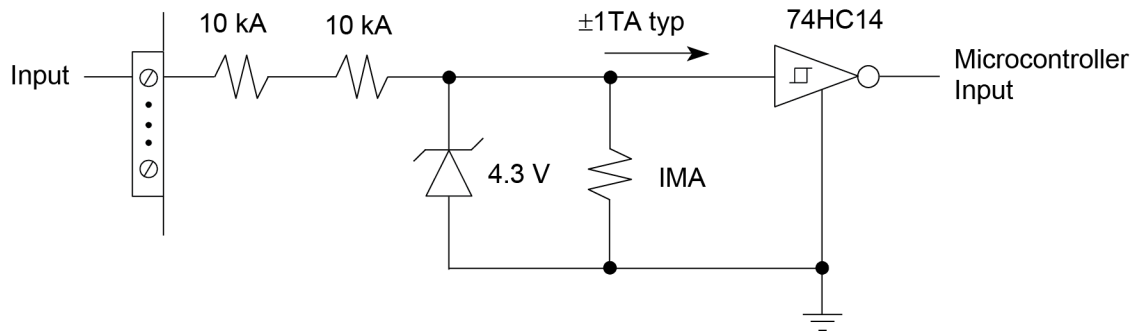 10 kA
10 kA
±1TA typ
74HC14
Input
Microcontroller
Input
4.3 V
IMA